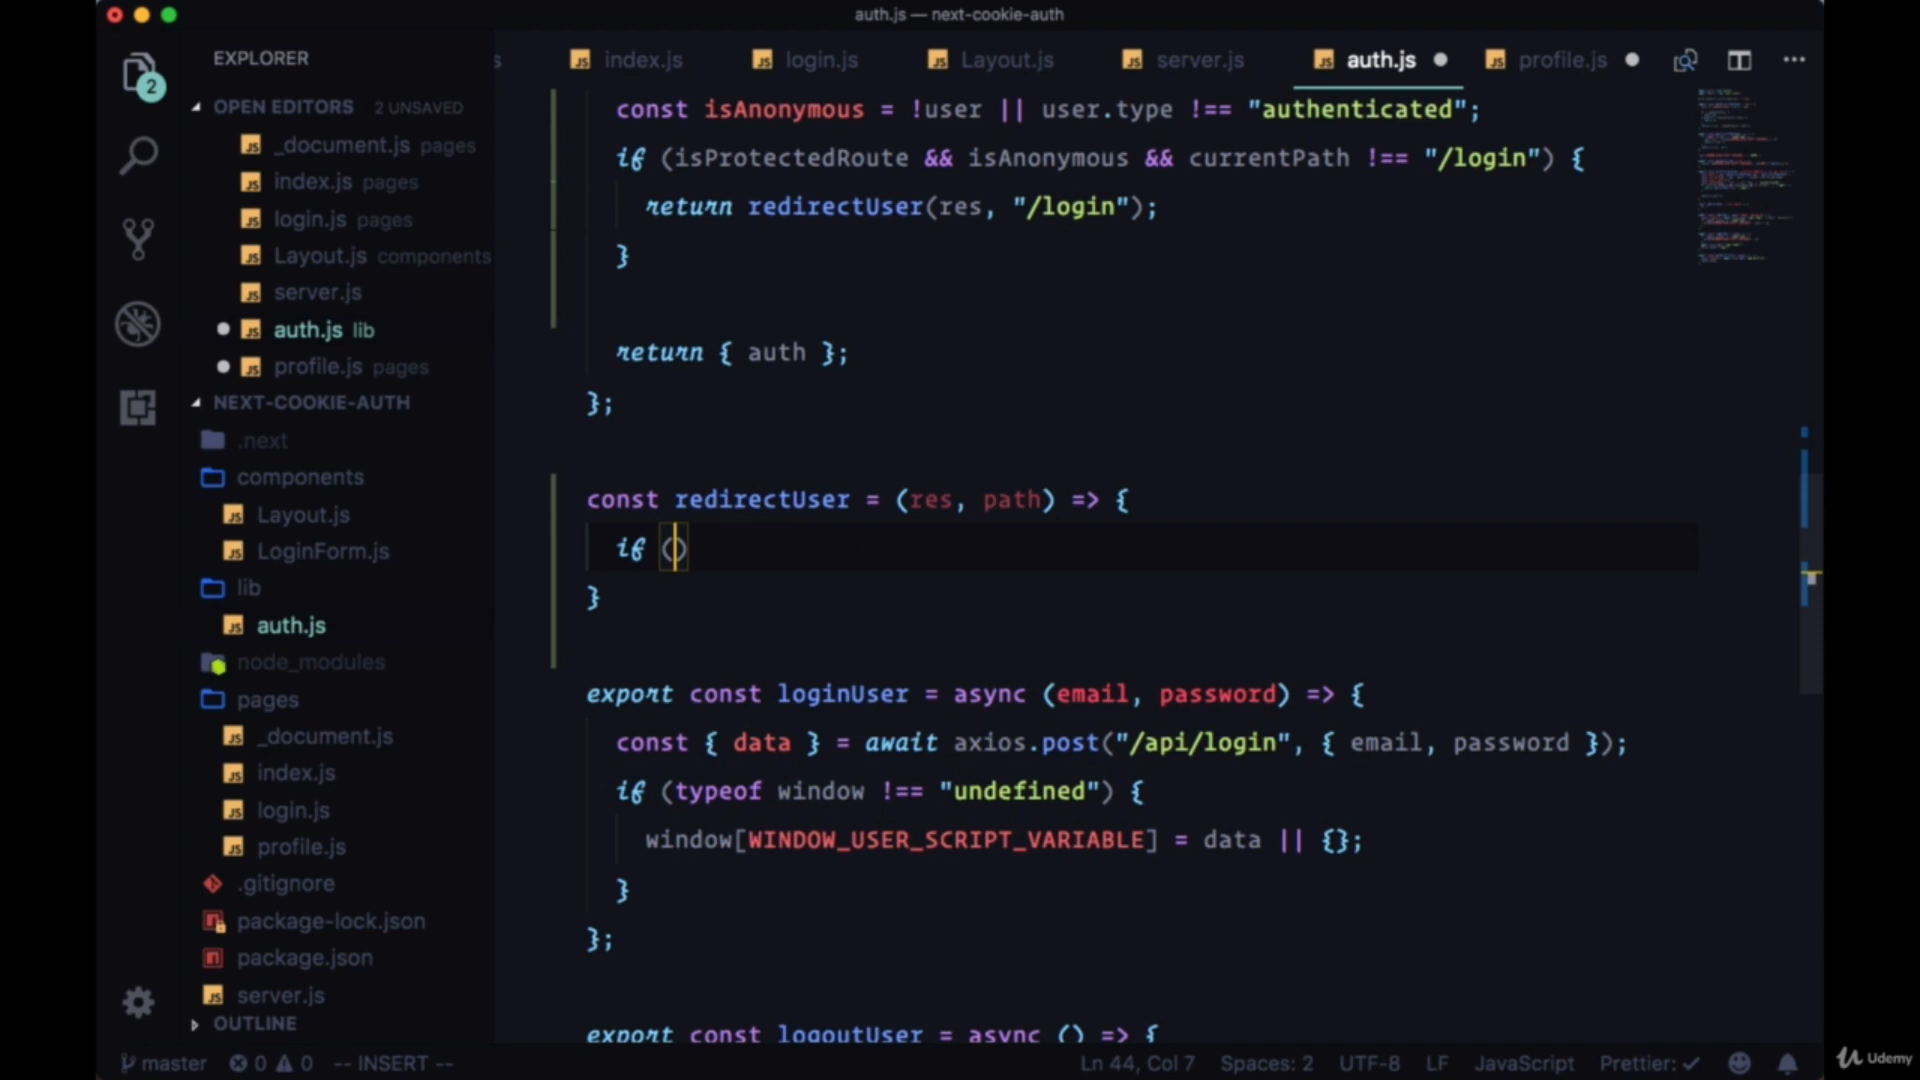 auth.js — next-cookie-auth
EXPLORER
OPEN EDITORS 2 UNSAVED
_document.js pages
index.js pages
login.js pages
Layout.js components
server.js
auth.js lib
profile.js pages
NEXT-COOKIE-AUTH
.next
components
Layout.js
LoginForm.js
lib
auth.js
node_modules
pages
_document.js
index.js
login.js
profile.js
.gitignore
package-lock.json
package.json
server.js
OUTLINE
2
s index.js login.js Layout.js server.js auth.js profile.js
const isAnonymous = !user || user.type !== "authenticated";
if (isProtectedRoute && isAnonymous && currentPath !== "/login") {
return redirectUser(res, "/login");
}
return { auth };
};
const redirectUser = (res, path) => {
if ()
}
export const loginUser = async (email, password) => {
const { data } = await axios.post("/api/login", { email, password });
if (typeof window !== "undefined") {
window[WINDOW_USER_SCRIPT_VARIABLE] = data || {};
}
};
export const logoutUser = async () => {
master 0 0 -- INSERT -- Ln 44, Col 7 Spaces: 2 UTF-8 LF JavaScript Prettier: ✓
Udemy